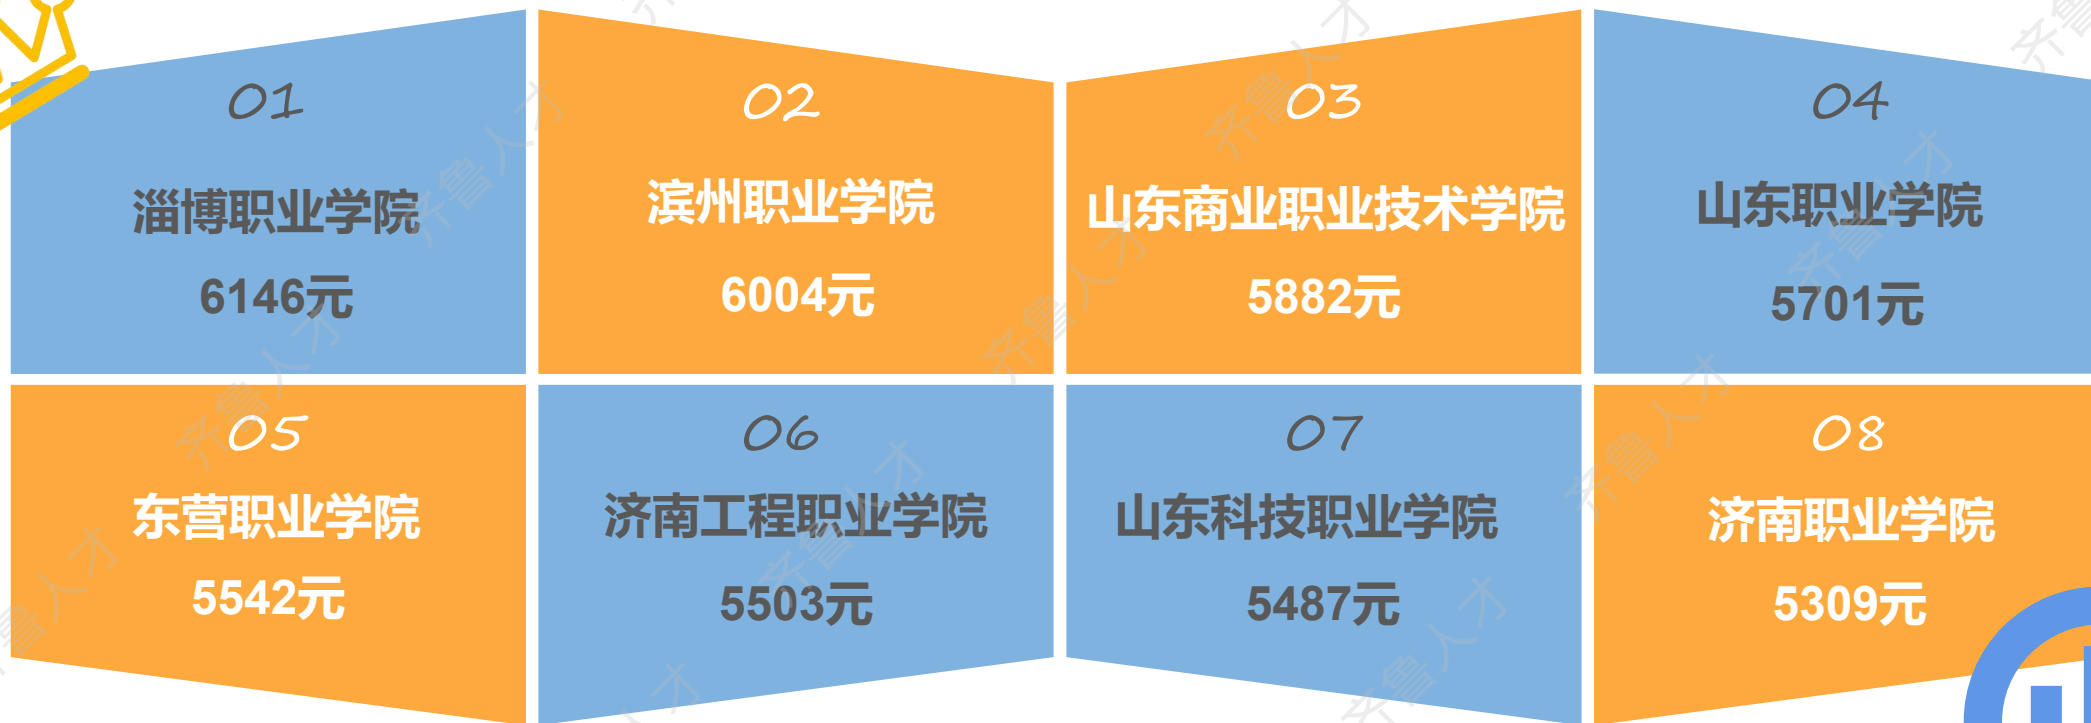 01
淄博职业学院
6146元
02
滨州职业学院
6004元
03
山东商业职业技术学院
5882元
04
山东职业学院
5701元
05
东营职业学院
5542元
06
济南工程职业学院
5503元
07
山东科技职业学院
5487元
08
济南职业学院
5309元
齐鲁人才